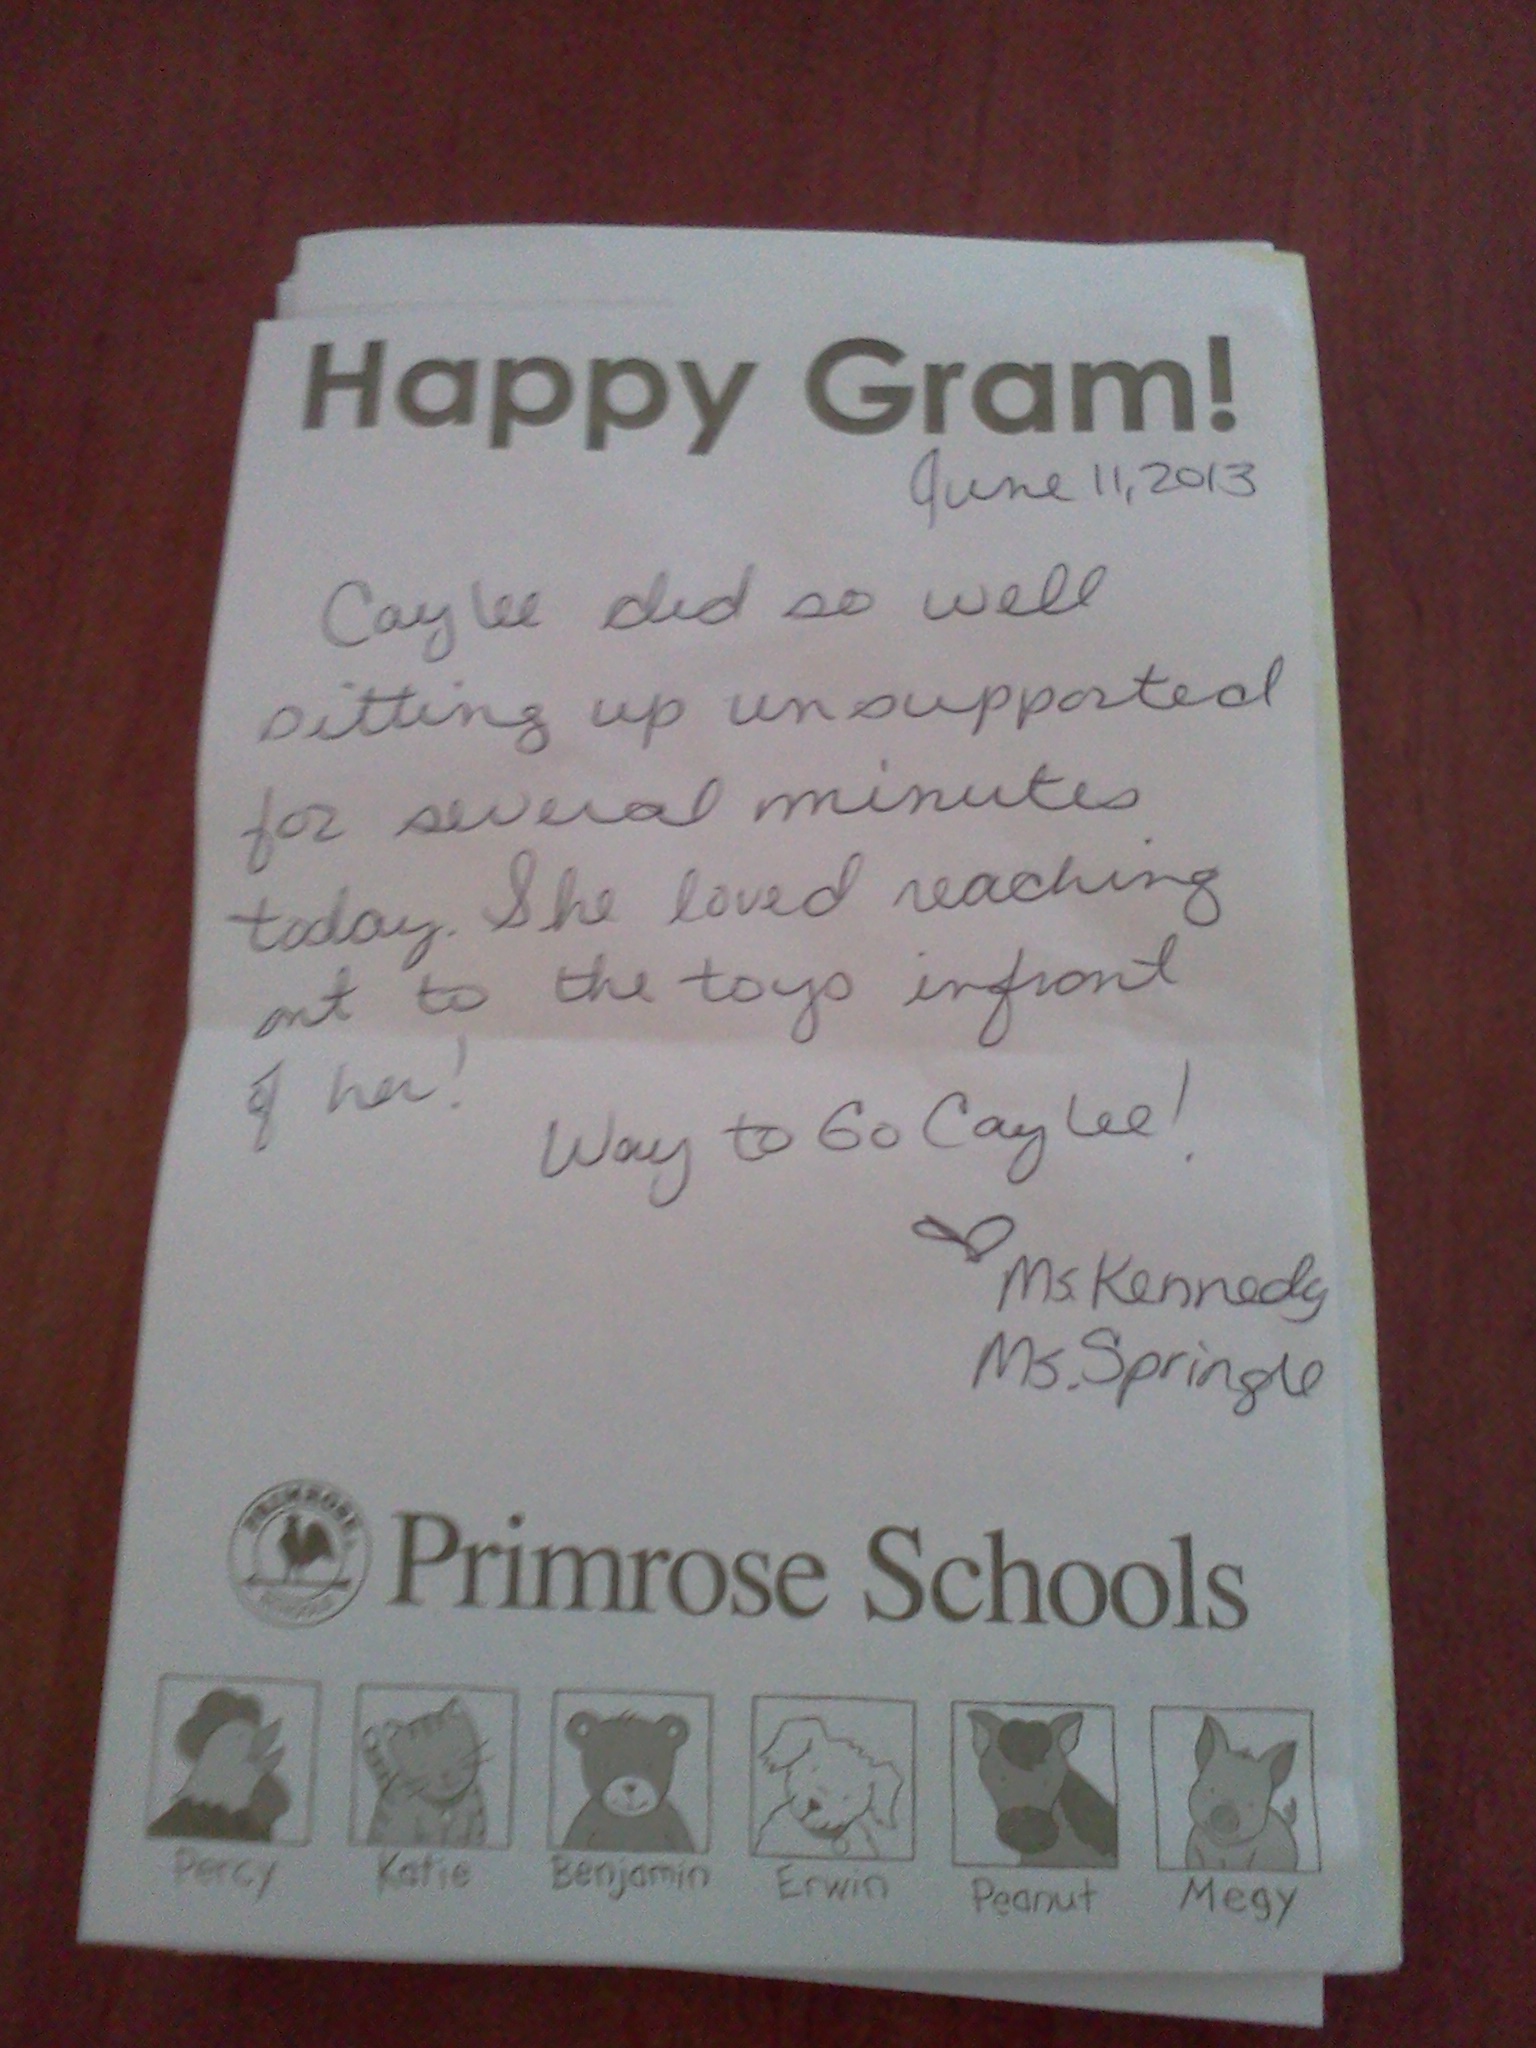 Happy Gram!
June 11, 2013
Caylee did so well
sitting up unsupported
for several minutes
today. She loved reaching
out to the toys infront
of her!
Way to Go Caylee!
Ms. Kennedy
Ms. Springle
PRIMROSE
Primrose Schools
Percy Katie Benjamin Erwin Peanut Megy